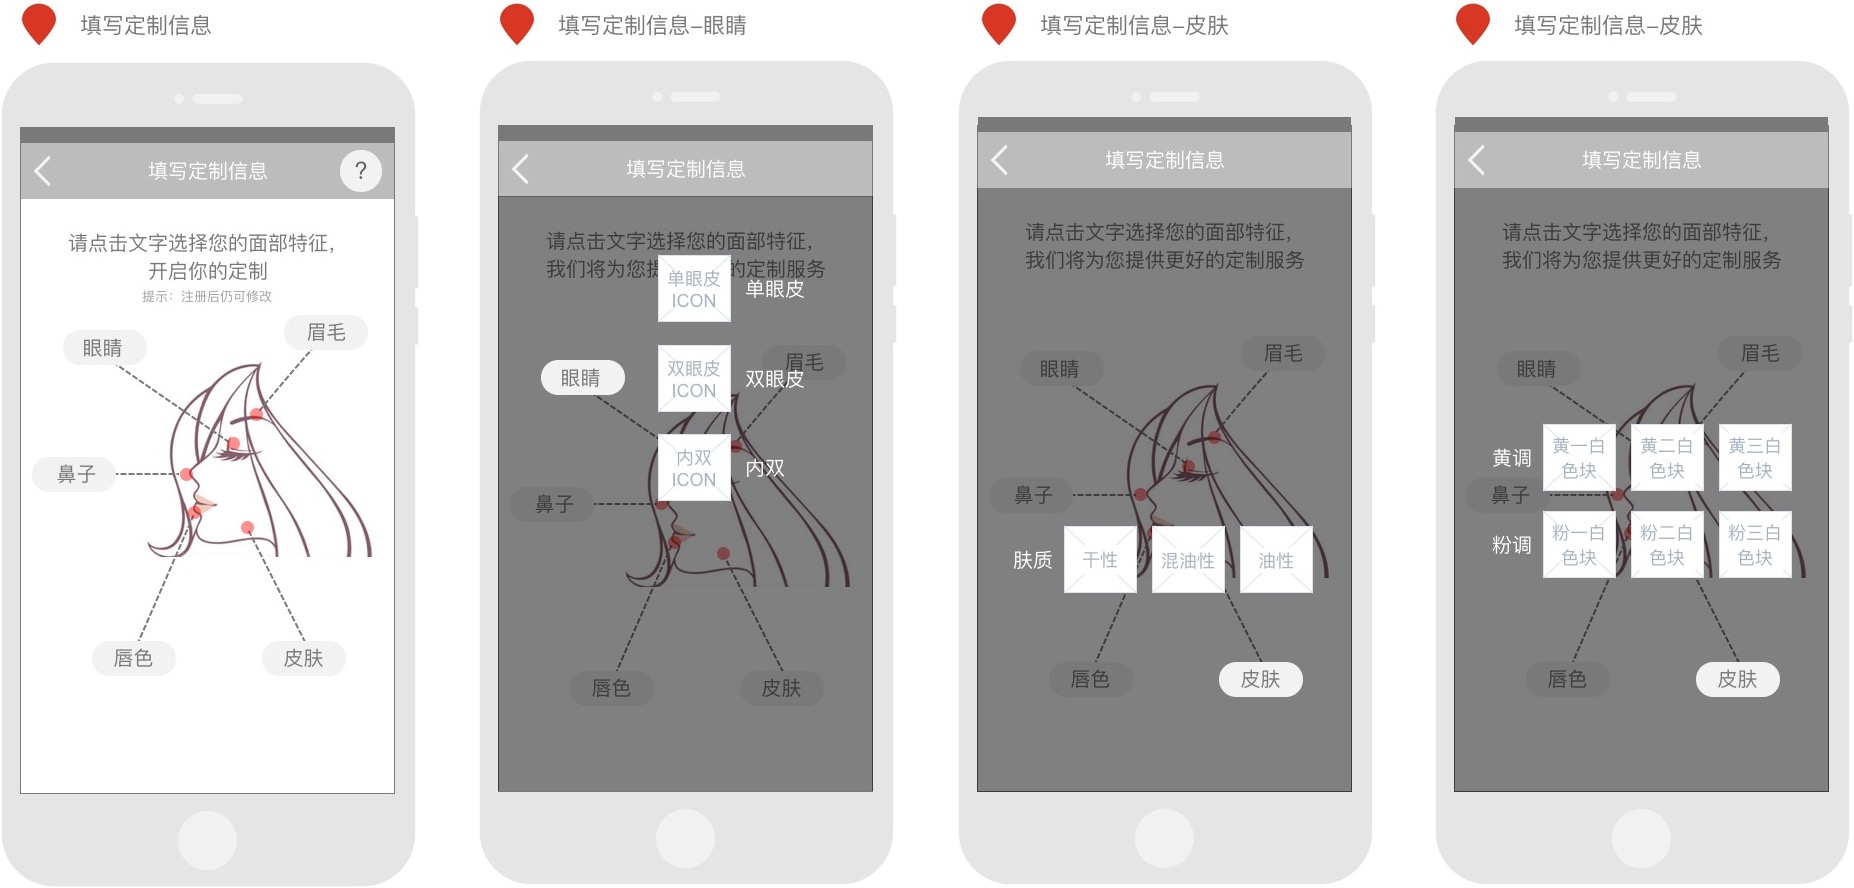 填写定制信息
填写定制信息
?
请点击文字选择您的面部特征,
开启你的定制
提示：注册后仍可修改
眼睛
眉毛
鼻子
唇色
皮肤
填写定制信息-眼睛
填写定制信息
请点击文字选择您的面部特征,
我们将为您提
的定制服务
单眼皮
ICON
单眼皮
双眼皮
ICON
双眼皮
内双
ICON
内双
眼睛
眉毛
鼻子
唇色
皮肤
填写定制信息-皮肤
填写定制信息
请点击文字选择您的面部特征,
我们将为您提供更好的定制服务
眼睛
眉毛
鼻子
肤质
干性
混油性
油性
唇色
皮肤
填写定制信息-皮肤
填写定制信息
请点击文字选择您的面部特征,
我们将为您提供更好的定制服务
眼睛
眉毛
黄调
黄一白
色块
黄二白
色块
黄三白
色块
鼻子
粉调
粉一白
色块
粉二白
色块
粉三白
色块
唇色
皮肤